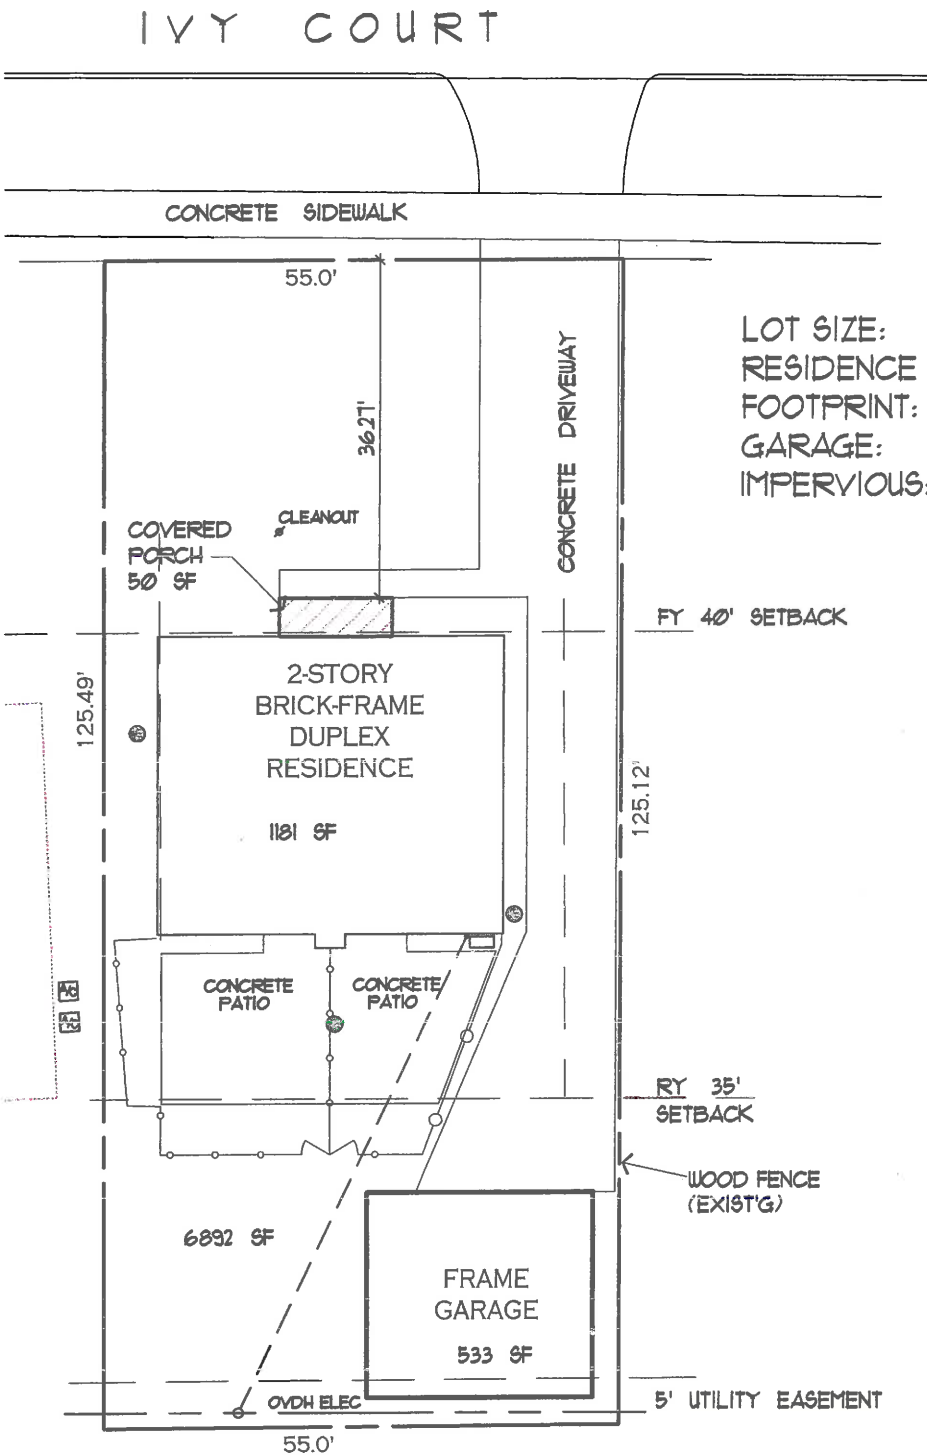 IVY COURT
CONCRETE SIDEWALK
55.0'
LOT SIZE:
RESIDENCE
FOOTPRINT:
GARAGE:
IMPERVIOUS:
CONCRETE DRIVEWAY
36.27'
CLEANOUT
COVERED
PORCH
50 SF
FY 40' SETBACK
2-STORY
BRICK-FRAME
DUPLEX
RESIDENCE
1181 SF
125.49'
125.12'
CONCRETE
PATIO
CONCRETE
PATIO
RY 35'
SETBACK
WOOD FENCE
(EXIST'G)
6892 SF
FRAME
GARAGE
533 SF
OVDH ELEC
5' UTILITY EASEMENT
55.0'